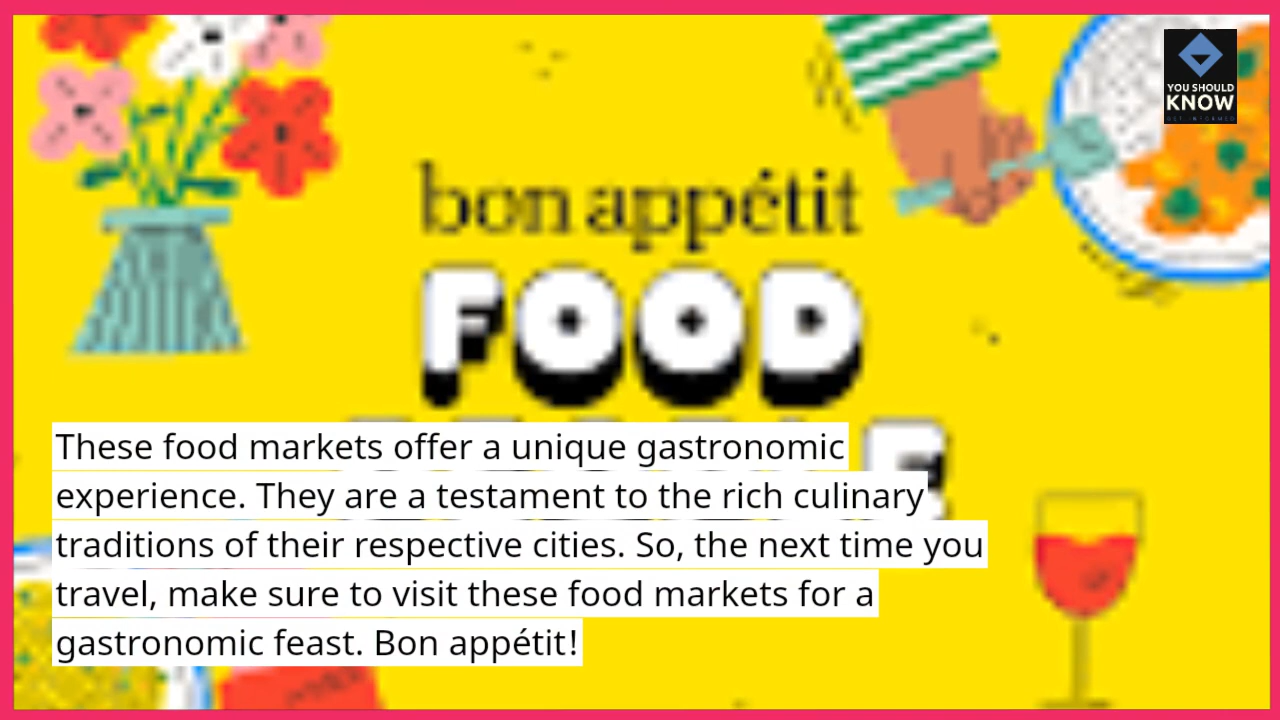 YOU SHOULD
KNOW
GET INFORMED
bon appétit
FOOD
These food markets offer a unique gastronomic
experience. They are a testament to the rich culinary
traditions of their respective cities. So, the next time you
travel, make sure to visit these food markets for a
gastronomic feast. Bon appétit!